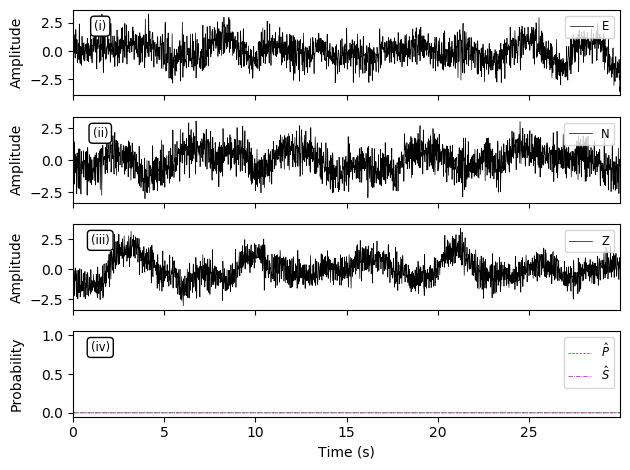 (i)
E
Amplitude
2.5
0.0
−2.5
(ii)
N
Amplitude
2.5
0.0
−2.5
(iii)
Z
Amplitude
2.5
0.0
−2.5
(iv)
P̂
Ŝ
Probability
1.0
0.5
0.0
0 5 10 15 20 25
Time (s)